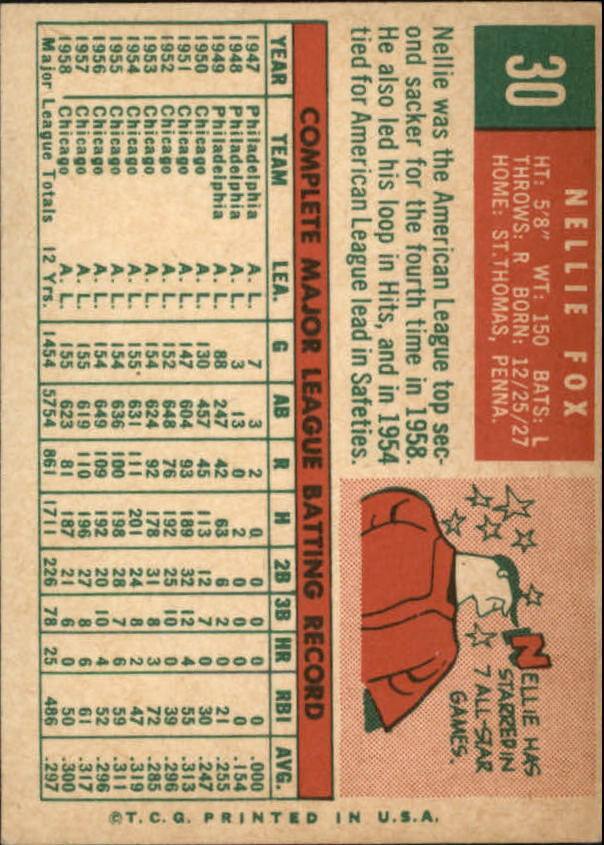 30
NELLIE FOX
HT: 5'8" WT: 150 BATS: L
THROWS: R BORN: 12/25/27
HOME: ST.THOMAS, PENNA.
Nellie was the American League top sec-
ond sacker for the fourth time in 1958.
He also led his loop in Hits, and in 1954
tied for American League lead in Safeties.
NELLIE HAS
STARRED IN
7 ALL-STAR
GAMES.
COMPLETE MAJOR LEAGUE BATTING RECORD
YEAR TEAM LEA. G AB R H 2B 3B HR RBI AVG.
1947 Philadelphia A. L. 7 3 2 0 0 0 0 0 .000
1948 Philadelphia A. L. 3 13 0 2 0 0 0 0 .154
1949 Philadelphia A. L. 88 247 42 63 6 2 0 21 .255
1950 Chicago A. L. 130 457 45 113 12 7 0 30 .247
1951 Chicago A. L. 147 604 93 189 32 12 4 55 .313
1952 Chicago A. L. 152 648 76 192 25 10 0 39 .296
1953 Chicago A. L. 154 624 92 178 31 8 3 72 .285
1954 Chicago A. L. 155 631 111 201 24 8 2 47 .319
1955 Chicago A. L. 154 636 100 198 28 7 6 59 .311
1956 Chicago A. L. 154 649 109 192 20 10 4 52 .296
1957 Chicago A. L. 155 619 110 196 27 8 6 61 .317
1958 Chicago A. L. 155 623 81 187 21 6 0 50 .300
Major League Totals 12 Yrs. 1454 5754 861 1711 226 78 25 486 .297
©T.C.G. PRINTED IN U.S.A.